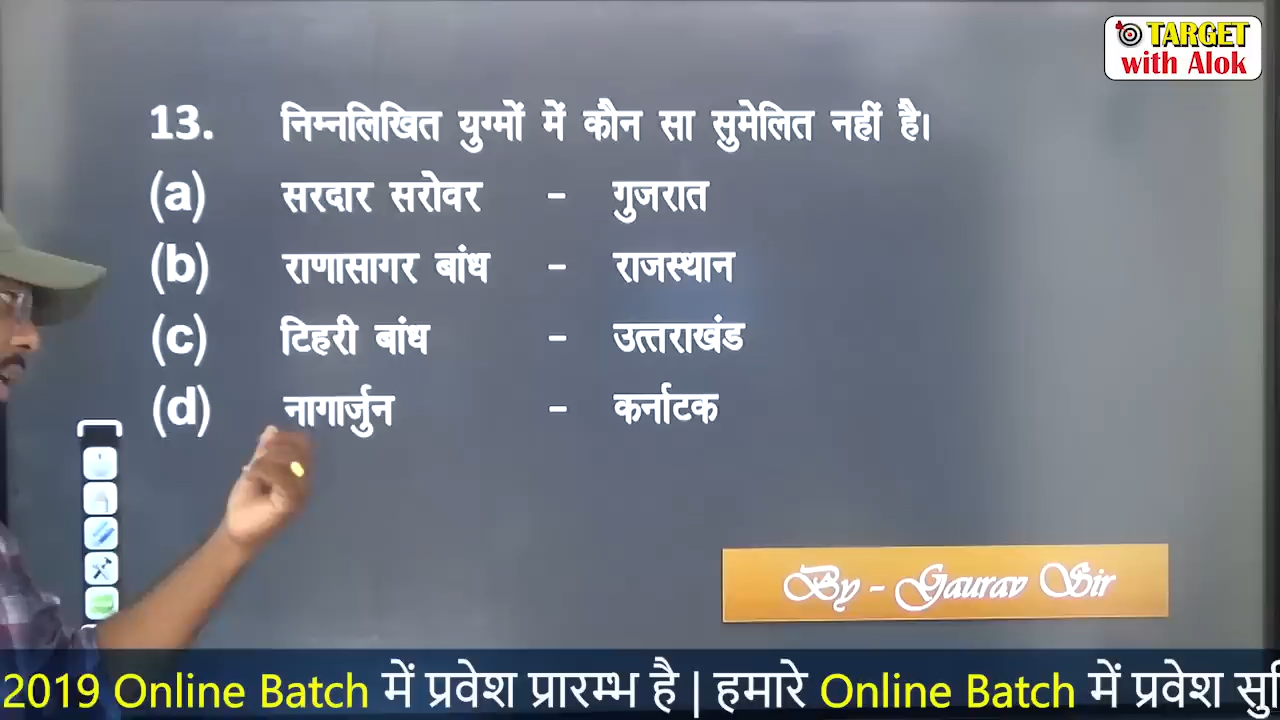 TARGET
with Alok
13. निम्नलिखित युग्मों में कौन सा सुमेलित नहीं है।
(a) सरदार सरोवर - गुजरात
(b) राणासागर बांध - राजस्थान
(c) टिहरी बांध - उत्तराखंड
(d) नागार्जुन - कर्नाटक
By - Gaurav Sir
2019 Online Batch में प्रवेश प्रारम्भ है | हमारे Online Batch में प्रवेश